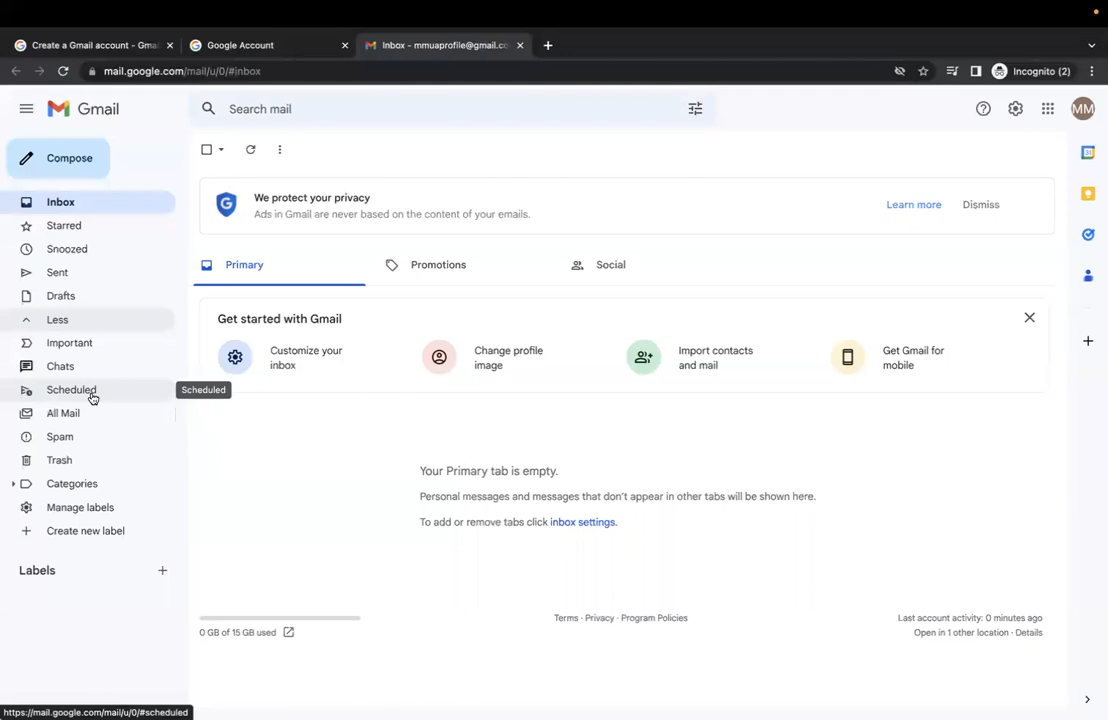 Create a Gmail account - Gma
Google Account
Inbox - mmuaprofile@gmail.co
mail.google.com/mail/u/0/#inbox
Incognito (2)
Gmail
Search mail
MM
Compose
Inbox
Starred
Snoozed
Sent
Drafts
Less
Important
Chats
Scheduled
Scheduled
All Mail
Spam
Trash
Categories
Manage labels
Create new label
Labels
We protect your privacy
Ads in Gmail are never based on the content of your emails.
Learn more
Dismiss
Primary
Promotions
Social
Get started with Gmail
Customize your
inbox
Change profile
image
Import contacts
and mail
Get Gmail for
mobile
Your Primary tab is empty.
Personal messages and messages that don't appear in other tabs will be shown here.
To add or remove tabs click inbox settings.
0 GB of 15 GB used
Terms · Privacy · Program Policies
Last account activity: 0 minutes ago
Open in 1 other location · Details
https://mail.google.com/mail/u/0/#scheduled